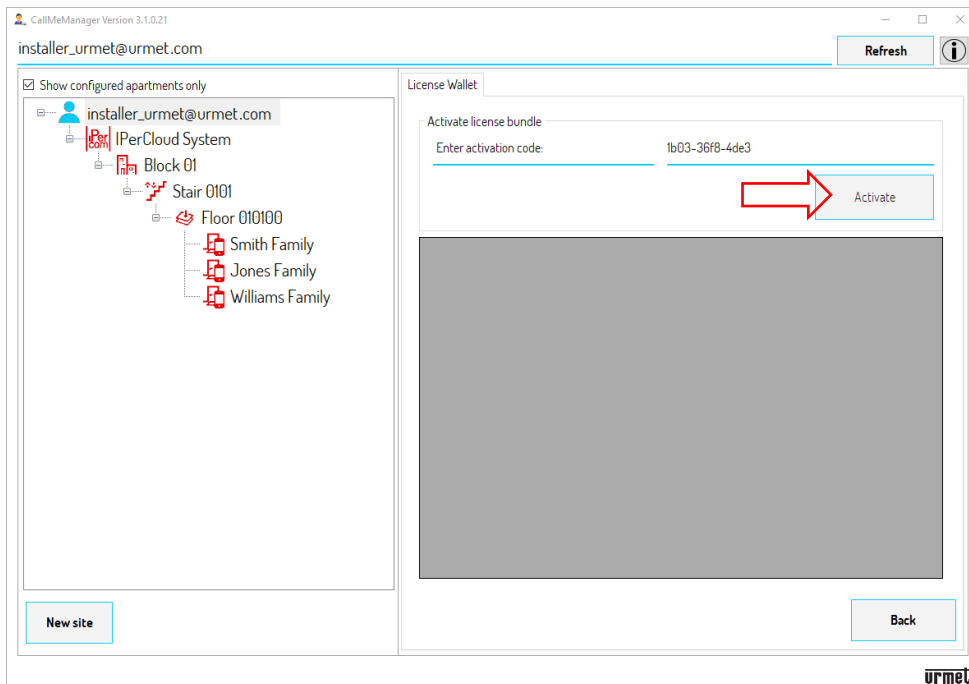 CallMeManager Version 3.1.0.21
installer_urmet@urmet.com
Refresh
Show configured apartments only
installer_urmet@urmet.com
IPercom
IPerCloud System
Block 01
Stair 0101
Floor 010100
Smith Family
Jones Family
Williams Family
New site
License Wallet
Activate license bundle
Enter activation code: 1b03-36f8-4de3
Activate
Back
urmet